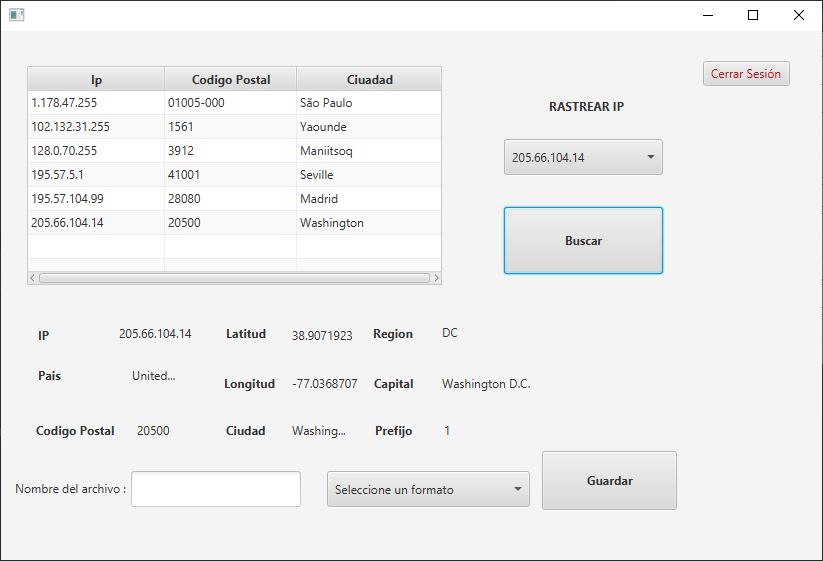 Cerrar Sesión
Ip Codigo Postal Ciuadad
1.178.47.255 01005-000 São Paulo
102.132.31.255 1561 Yaounde
128.0.70.255 3912 Maniitsoq
195.57.5.1 41001 Seville
195.57.104.99 28080 Madrid
205.66.104.14 20500 Washington
RASTREAR IP
205.66.104.14
Buscar
IP 205.66.104.14 Latitud 38.9071923 Region DC
Pais United... Longitud -77.0368707 Capital Washington D.C.
Codigo Postal 20500 Ciudad Washing... Prefijo 1
Nombre del archivo : Seleccione un formato Guardar